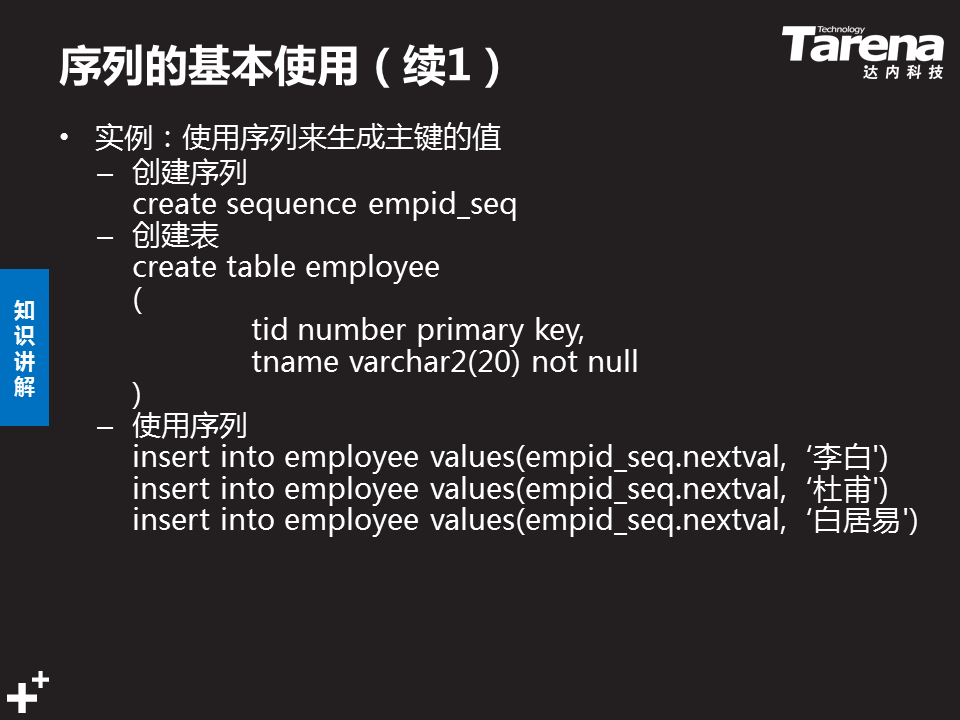 序列的基本使用（续1）
Technology
Tarena
达内科技
• 实例：使用序列来生成主键的值
– 创建序列
create sequence empid_seq
– 创建表
create table employee
(
tid number primary key,
tname varchar2(20) not null
)
– 使用序列
insert into employee values(empid_seq.nextval, ‘李白')
insert into employee values(empid_seq.nextval, ‘杜甫')
insert into employee values(empid_seq.nextval, ‘白居易')
知识讲解